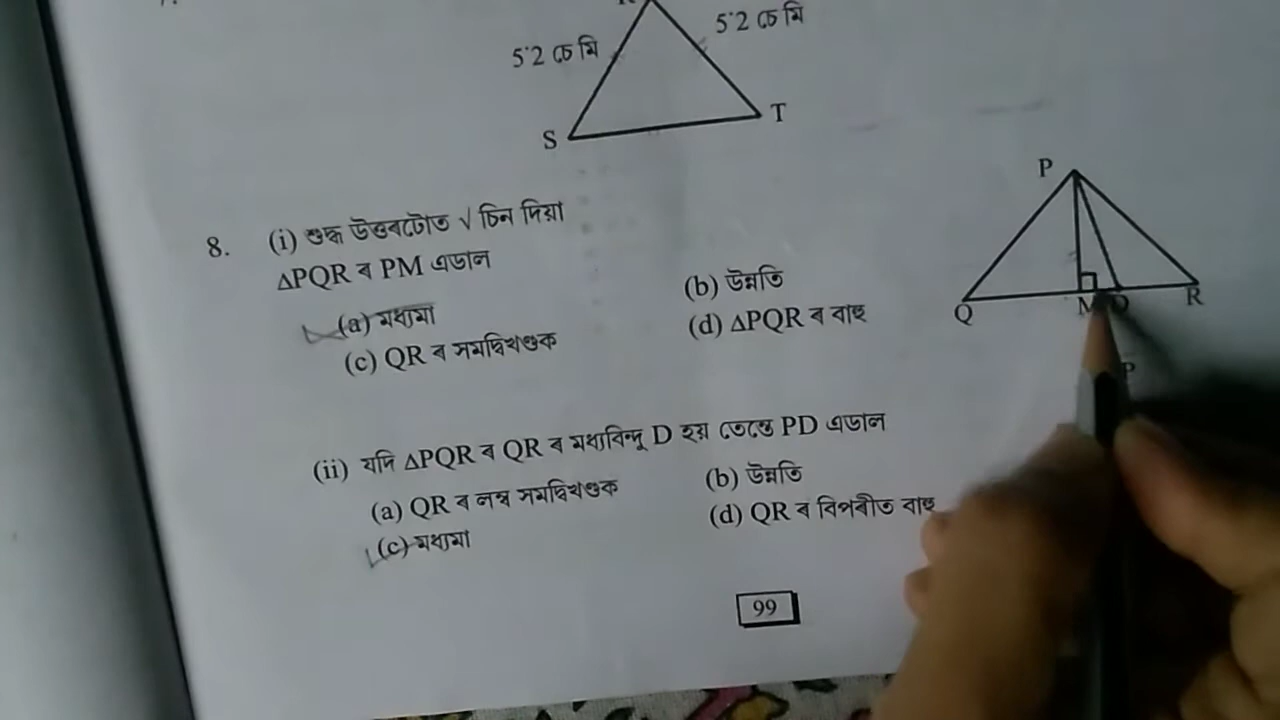 5·2 চে মি
5·2 চে মি
S
T
P
Q
M
D
R
8. (i) শুদ্ধ উত্তৰটোত √ চিন দিয়া
ΔPQR ৰ PM এডাল
(a) মধ্যমা
(b) উন্নতি
(c) QR ৰ সমদ্বিখণ্ডক
(d) ΔPQR ৰ বাহু
P
(ii) যদি ΔPQR ৰ QR ৰ মধ্যবিন্দু D হয় তেন্তে PD এডাল
(a) QR ৰ লম্ব সমদ্বিখণ্ডক
(b) উন্নতি
(c) মধ্যমা
(d) QR ৰ বিপৰীত বাহু
99